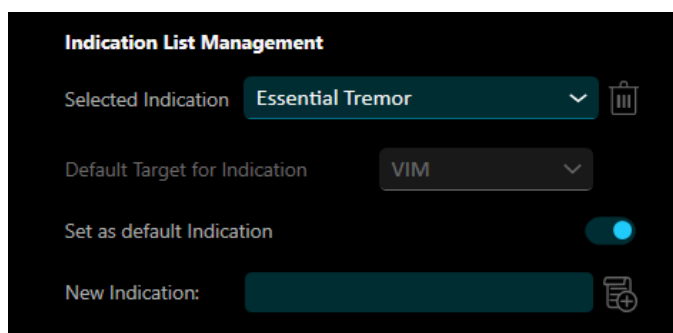 Indication List Management
Selected Indication Essential Tremor
Default Target for Indication VIM
Set as default Indication
New Indication: